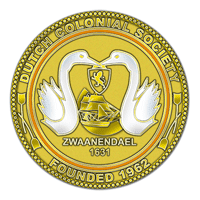 DUTCH COLONIAL SOCIETY
ZWAANENDAEL
1631
FOUNDED 1962